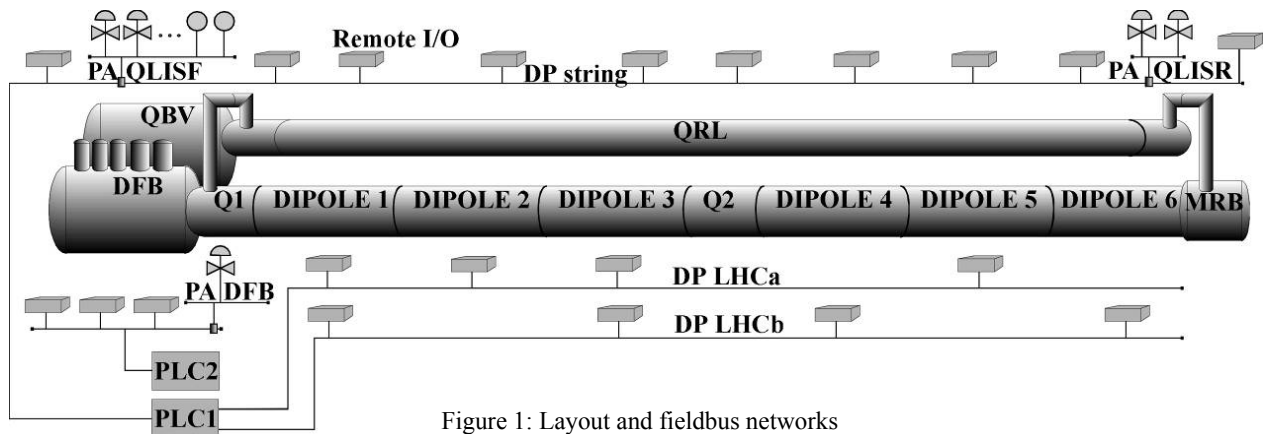 Remote I/O
PA QLISF
DP string
PA QLISR
QBV
QRL
DFB
Q1 DIPOLE 1 DIPOLE 2 DIPOLE 3 Q2 DIPOLE 4 DIPOLE 5 DIPOLE 6 MRB
PA DFB
DP LHCa
DP LHCb
PLC2
PLC1
Figure 1: Layout and fieldbus networks